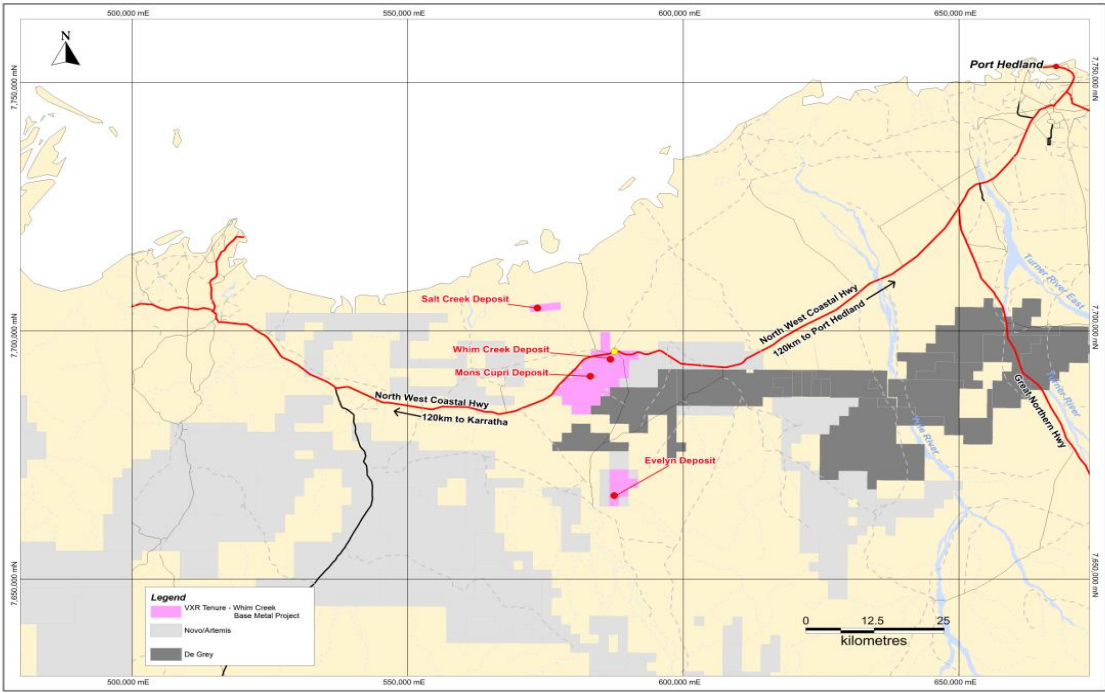 500,000 mE
550,000 mE
600,000 mE
650,000 mE
N
Port Hedland
7,750,000 mN
7,750,000 mN
Turner River East
Salt Creek Deposit
North West Coastal Hwy
120km to Port Hedland
7,700,000 mN
7,700,000 mN
Whim Creek Deposit
Mons Cupri Deposit
North West Coastal Hwy
120km to Karratha
Great Northern Hwy
Turner River
Yule River
Evelyn Deposit
7,650,000 mN
7,650,000 mN
Legend
VXR Tenure - Whim Creek
Base Metal Project
Novo/Artemis
De Grey
0 12.5 25
kilometres
500,000 mE
550,000 mE
600,000 mE
650,000 mE